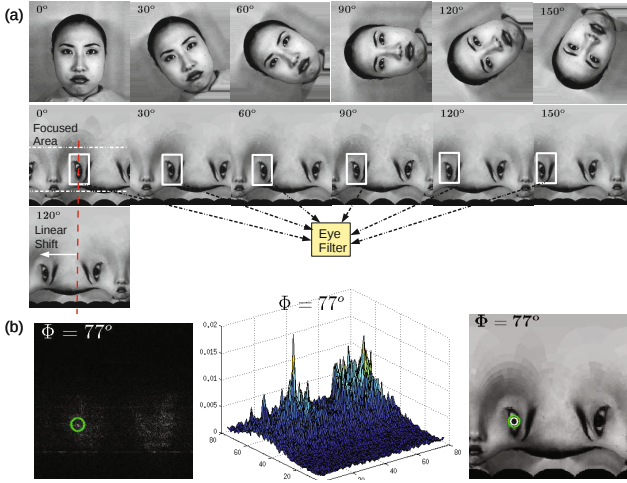 (a)
0° 30° 60° 90° 120° 150°
0° 30° 60° 90° 120° 150°
Focused
Area
120°
Linear
Shift
Eye
Filter
(b)
Φ = 77°
Φ = 77°
Φ = 77°
0.02
0.015
0.01
0.005
0
80
60
40
20
20
40
60
80